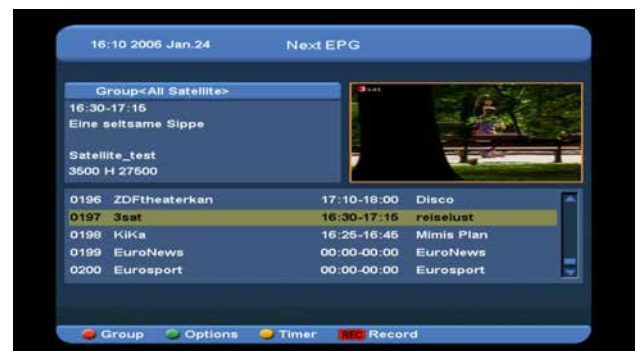 16:10 2006 Jan.24 Next EPG
Group<All Satellite>
16:30-17:15
Eine seltsame Sippe
Satellite_test
3500 H 27500
3sat
0196 ZDFtheaterkan 17:10-18:00 Disco
0197 3sat 16:30-17:15 reiselust
0198 KiKa 16:25-16:45 Mimis Plan
0199 EuroNews 00:00-00:00 EuroNews
0200 Eurosport 00:00-00:00 Eurosport
Group Options Timer REC Record